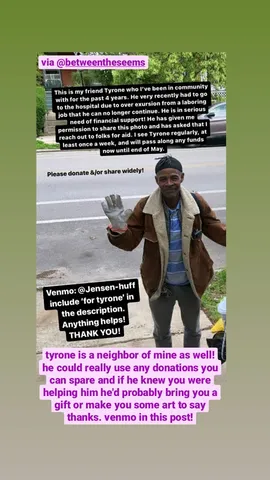 via @betweentheseems
This is my friend Tyrone who I've been in community
with for the past 4 years. He very recently had to go
to the hospital due to over exursion from a laboring
job that he can no longer continue. He is in serious
need of financial support! He has given me
permission to share this photo and has asked that I
reach out to folks for aid. I see Tyrone regularly, at
least once a week, and will pass along any funds
now until end of May.
Please donate &/or share widely!
Venmo: @Jensen-huff
include 'for tyrone' in
the description.
Anything helps!
THANK YOU!
tyrone is a neighbor of mine as well!
he could really use any donations you
can spare and if he knew you were
helping him he'd probably bring you a
gift or make you some art to say
thanks. venmo in this post!